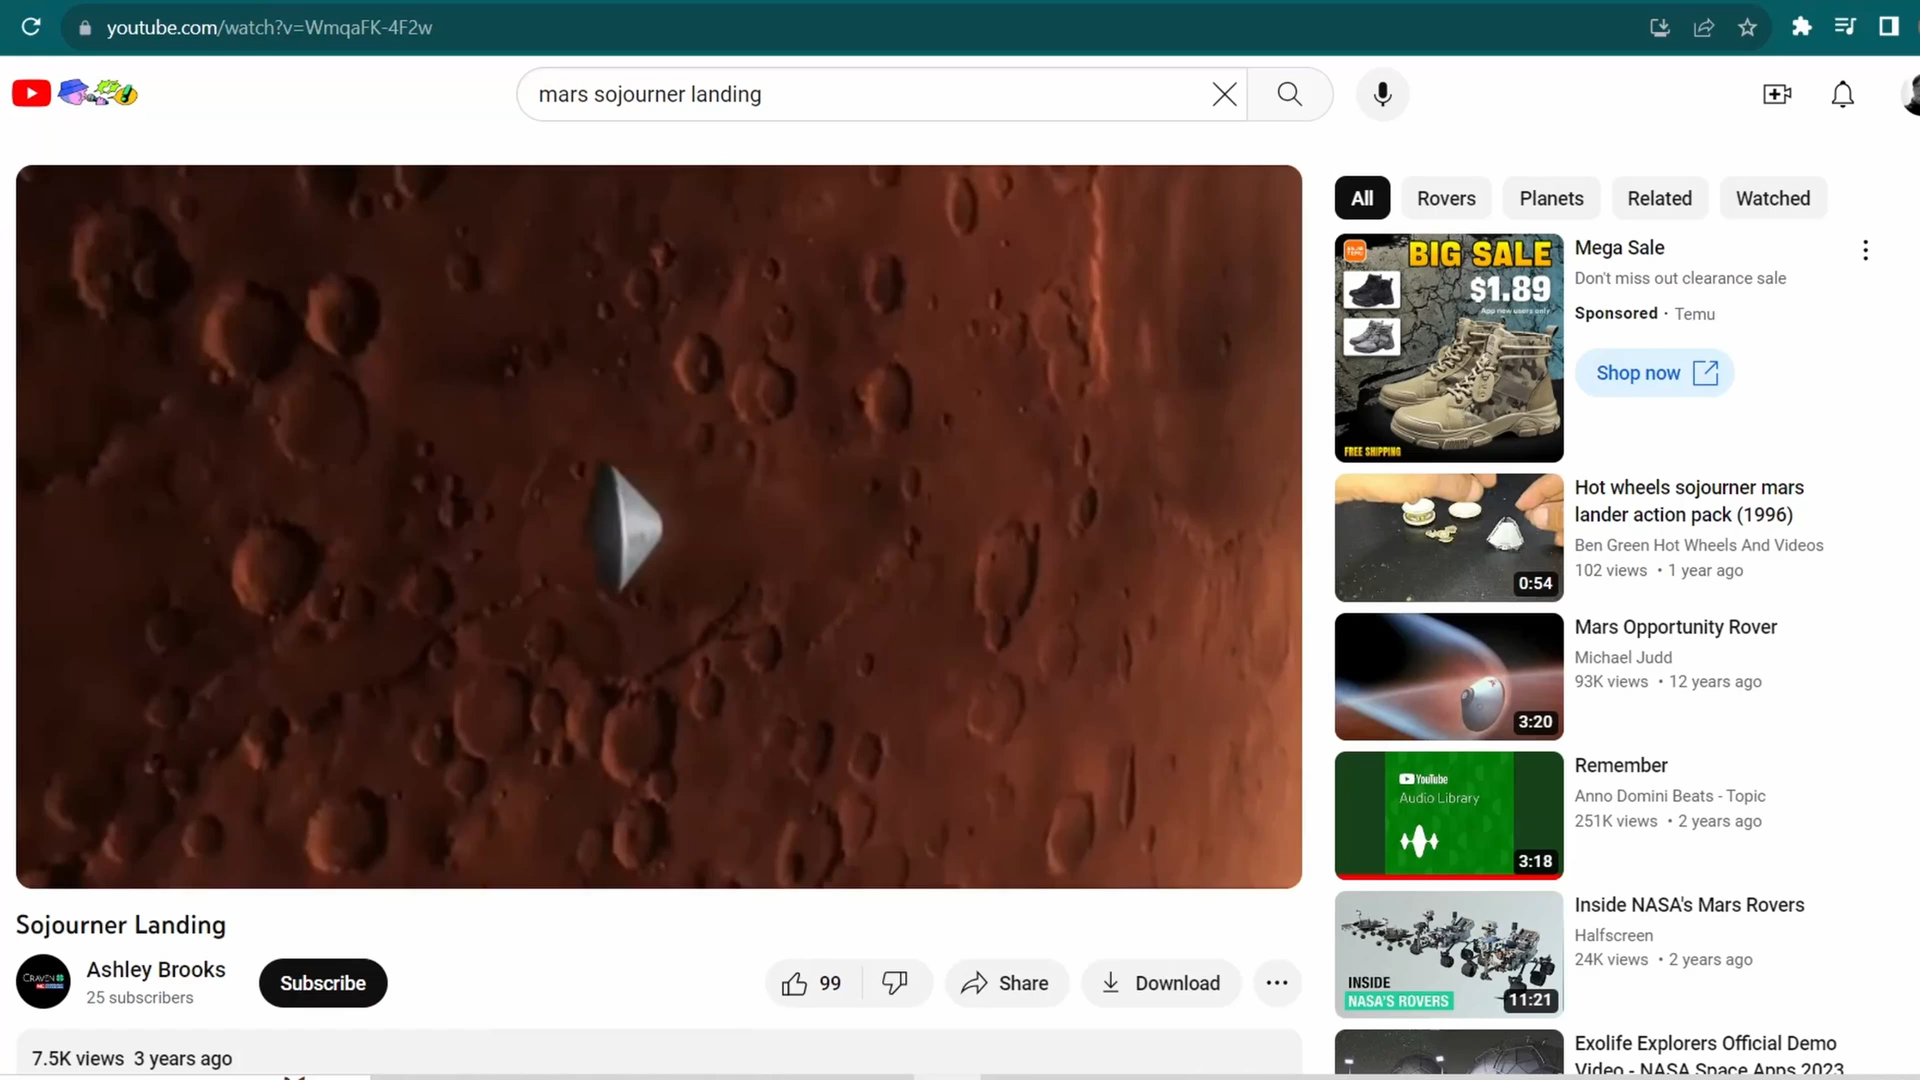 youtube.com/watch?v=WmqaFK-4F2w
mars sojourner landing
All
Rovers
Planets
Related
Watched
BIG SALE
$1.89
App new users only
FREE SHIPPING
Mega Sale
Don't miss out clearance sale
Sponsored · Temu
Shop now
Hot wheels sojourner mars
lander action pack (1996)
Ben Green Hot Wheels And Videos
102 views • 1 year ago
0:54
Mars Opportunity Rover
Michael Judd
93K views • 12 years ago
3:20
YouTube
Audio Library
3:18
Remember
Anno Domini Beats - Topic
251K views • 2 years ago
INSIDE
NASA'S ROVERS
11:21
Inside NASA's Mars Rovers
Halfscreen
24K views • 2 years ago
Exolife Explorers Official Demo
Video - NASA Space Apps 2023
Sojourner Landing
CRAVEN
Ashley Brooks
25 subscribers
Subscribe
99
Share
Download
7.5K views 3 years ago